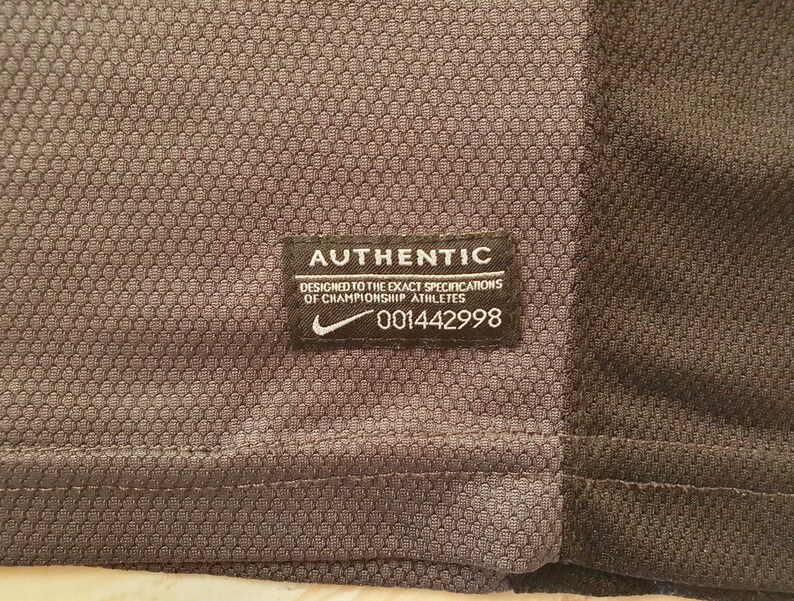 AUTHENTIC
DESIGNED TO THE EXACT SPECIFICATIONS
OF CHAMPIONSHIP ATHLETES
001442998